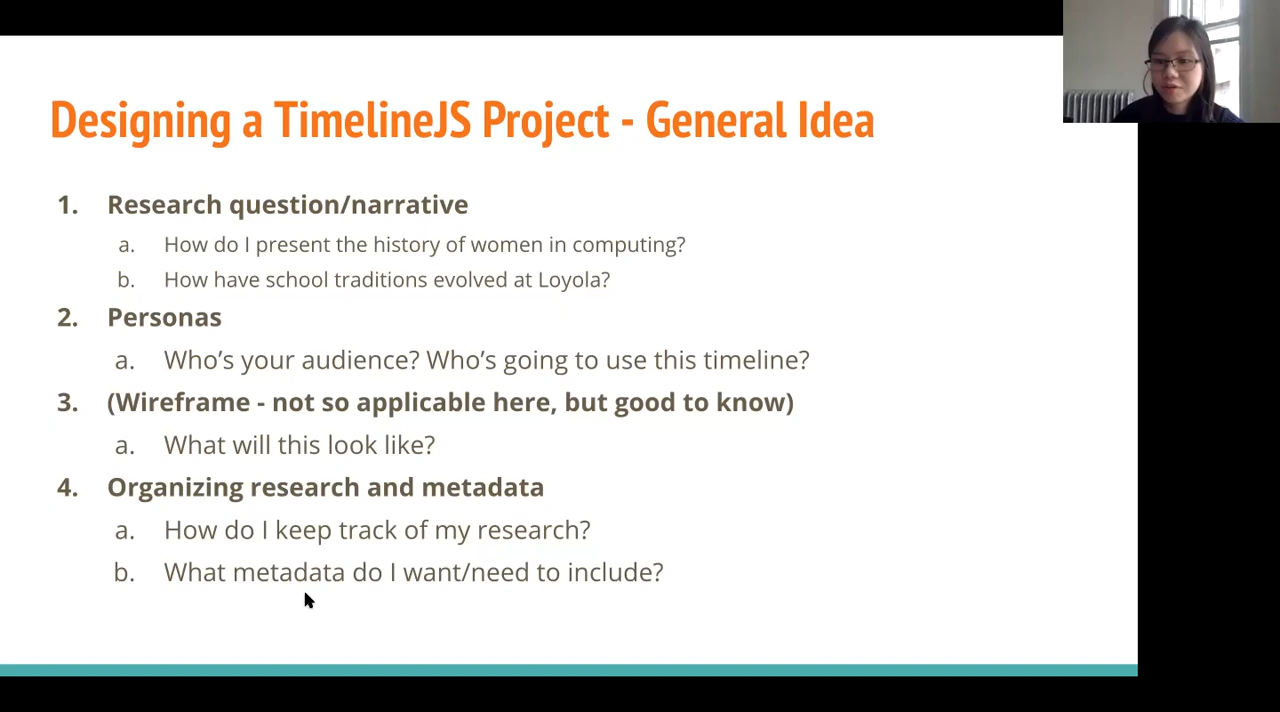 Designing a TimelineJS Project - General Idea
1. Research question/narrative
a. How do I present the history of women in computing?
b. How have school traditions evolved at Loyola?
2. Personas
a. Who's your audience? Who's going to use this timeline?
3. (Wireframe - not so applicable here, but good to know)
a. What will this look like?
4. Organizing research and metadata
a. How do I keep track of my research?
b. What metadata do I want/need to include?